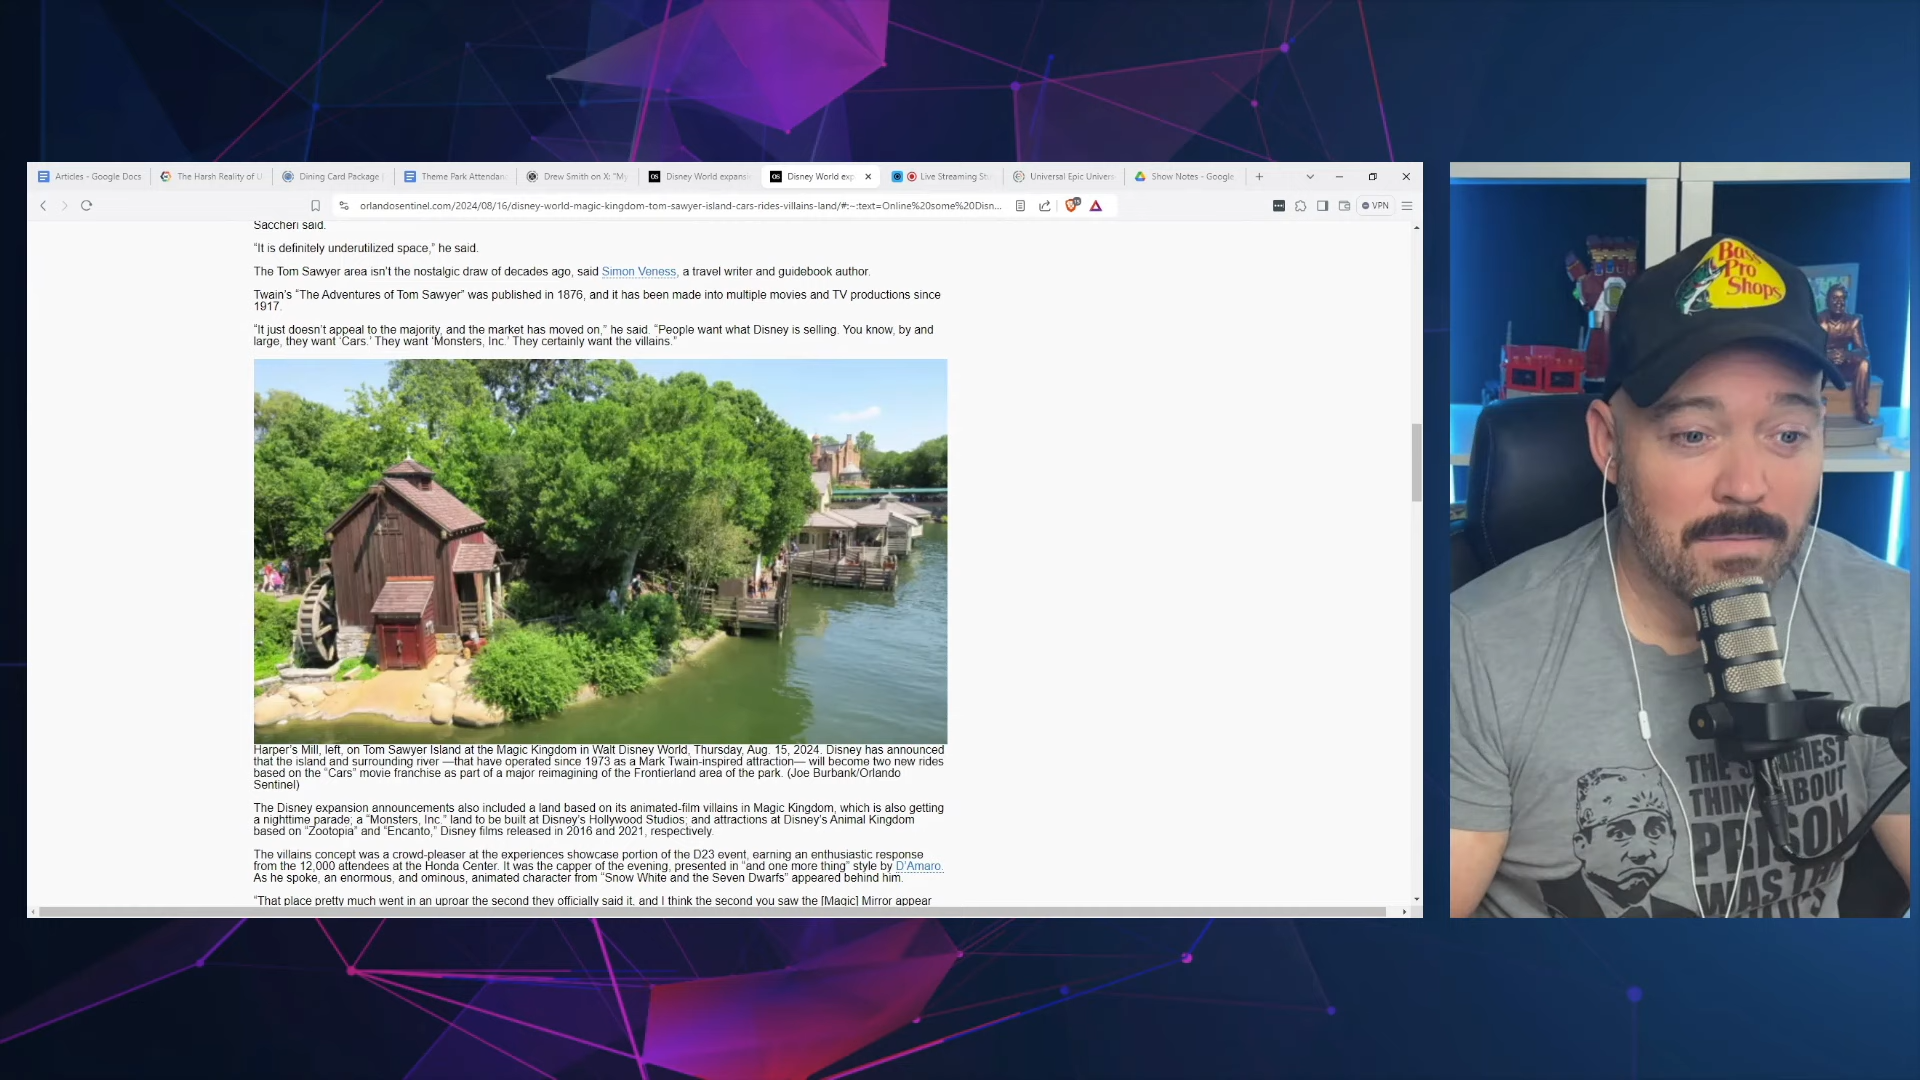 Articles - Google Docs
The Harsh Reality of U
Dining Card Package
Theme Park Attendan
Drew Smith on X: "My
Disney World expansi
Disney World exp
Live Streaming St
Universal Epic Univers
Show Notes - Google
orlandosentinel.com/2024/08/16/disney-world-magic-kingdom-tom-sawyer-island-cars-rides-villains-land/#:~:text=Online%20some%20Disn...
VPN
Saccheri said.
“It is definitely underutilized space,” he said.
The Tom Sawyer area isn’t the nostalgic draw of decades ago, said Simon Veness, a travel writer and guidebook author.
Twain’s “The Adventures of Tom Sawyer” was published in 1876, and it has been made into multiple movies and TV productions since
1917.
“It just doesn’t appeal to the majority, and the market has moved on,” he said. “People want what Disney is selling. You know, by and
large, they want ‘Cars.’ They want ‘Monsters, Inc.’ They certainly want the villains.”
Harper’s Mill, left, on Tom Sawyer Island at the Magic Kingdom in Walt Disney World, Thursday, Aug. 15, 2024. Disney has announced
that the island and surrounding river —that have operated since 1973 as a Mark Twain-inspired attraction— will become two new rides
based on the “Cars” movie franchise as part of a major reimagining of the Frontierland area of the park. (Joe Burbank/Orlando
Sentinel)
The Disney expansion announcements also included a land based on its animated-film villains in Magic Kingdom, which is also getting
a nighttime parade; a “Monsters, Inc.” land to be built at Disney’s Hollywood Studios; and attractions at Disney’s Animal Kingdom
based on “Zootopia” and “Encanto,” Disney films released in 2016 and 2021, respectively.
The villains concept was a crowd-pleaser at the experiences showcase portion of the D23 event, earning an enthusiastic response
from the 12,000 attendees at the Honda Center. It was the capper of the evening, presented in “and one more thing” style by D’Amaro.
As he spoke, an enormous, and ominous, animated character from “Snow White and the Seven Dwarfs” appeared behind him.
“That place pretty much went in an uproar the second they officially said it, and I think the second you saw the [Magic] Mirror appear
Bass
Pro
Shops
THE
THING ABOUT
PRISON
WAS